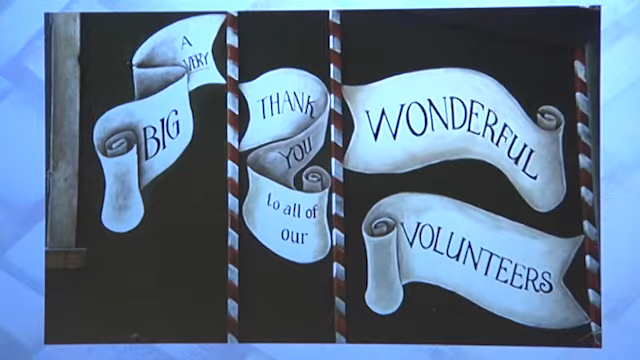 A
VERY
BIG
THANK
YOU
to all of
our
WONDERFUL
VOLUNTEERS